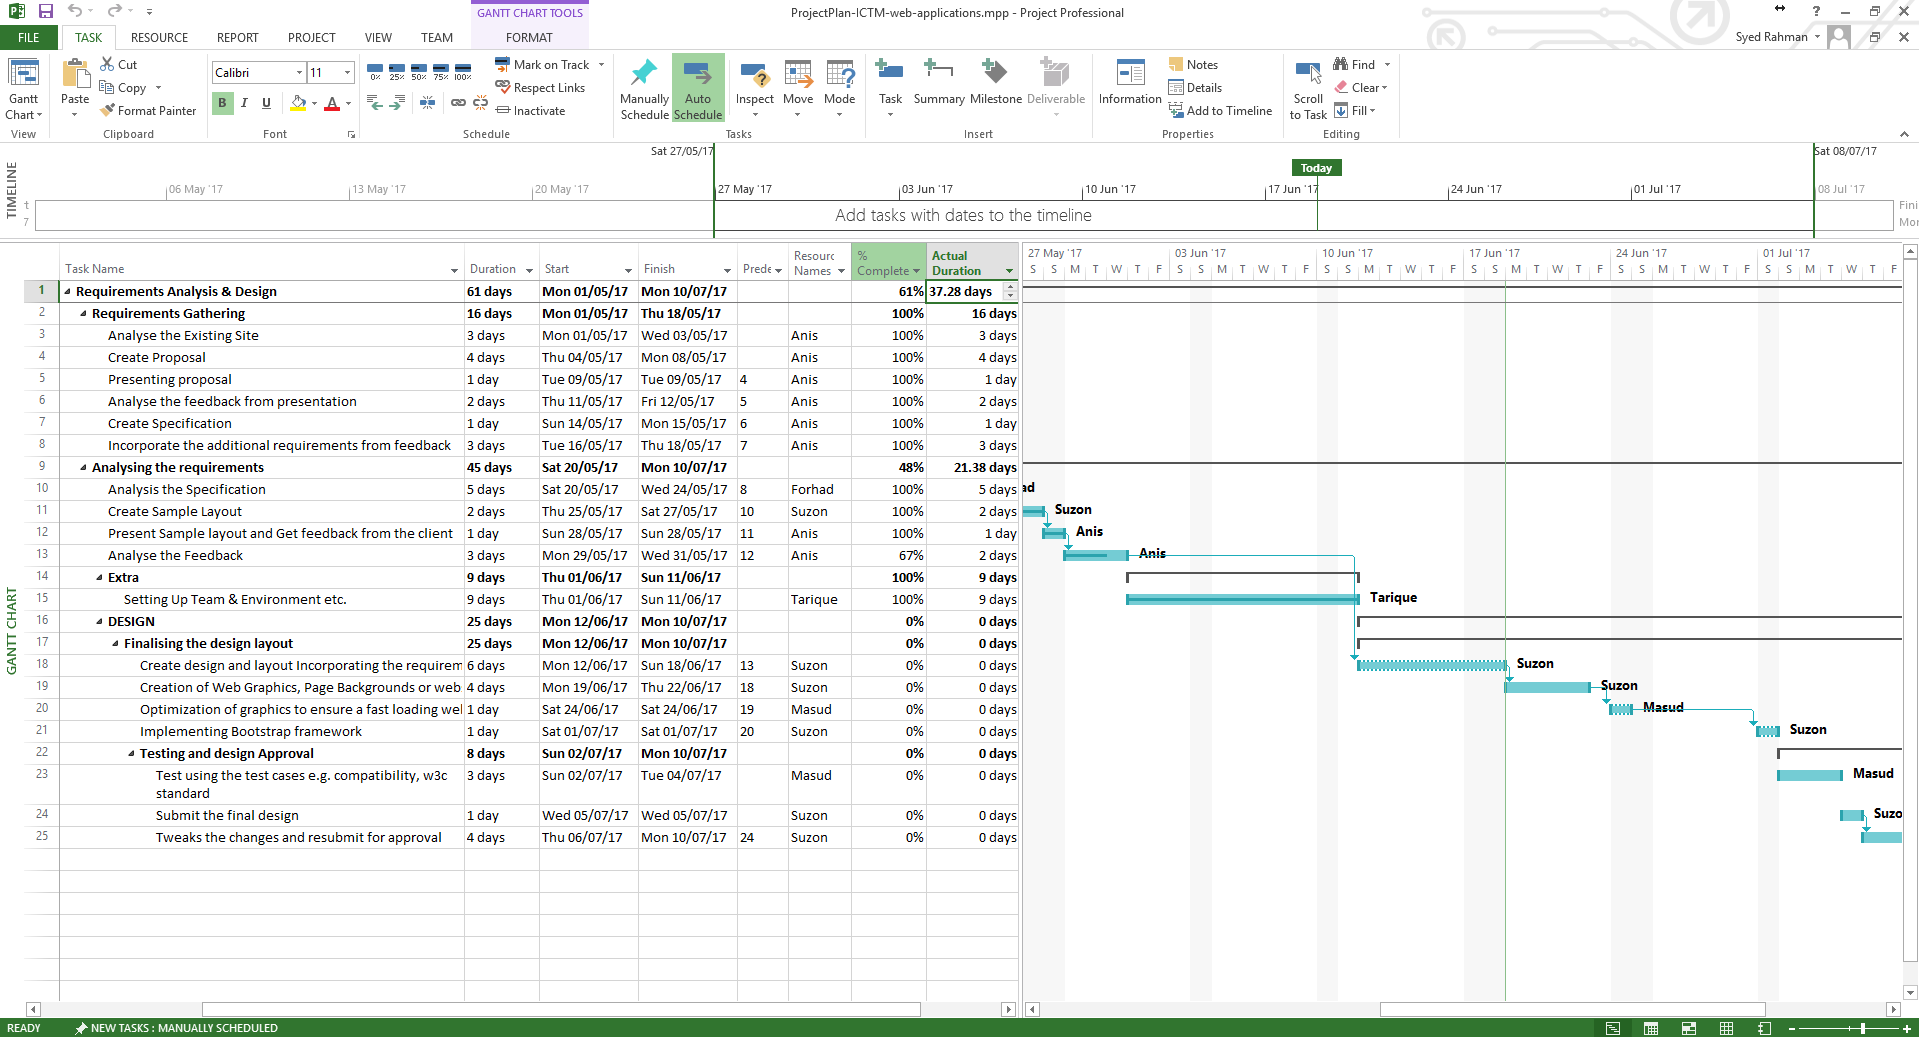 GANTT CHART TOOLS
ProjectPlan-ICTM-web-applications.mpp - Project Professional
FILE TASK RESOURCE REPORT PROJECT VIEW TEAM FORMAT
Syed Rahman
Gantt Chart
View
Paste
Cut
Copy
Format Painter
Clipboard
Calibri 11
B I U A
Font
0% 25% 50% 75% 100%
Mark on Track
Respect Links
Inactivate
Schedule
Manually Schedule
Auto Schedule
Inspect
Move
Mode
Tasks
Task
Summary
Milestone
Deliverable
Insert
Information
Notes
Details
Add to Timeline
Properties
Scroll to Task
Find
Clear
Fill
Editing
TIMELINE
Sat 27/05/17
Sat 08/07/17
Today
06 May '17 13 May '17 20 May '17 27 May '17 03 Jun '17 10 Jun '17 17 Jun '17 24 Jun '17 01 Jul '17 08 Jul '17
t
7
Add tasks with dates to the timeline
Fini
Mor
GANTT CHART
Task Name Duration Start Finish Prede Resourc Names % Complete Actual Duration
1 Requirements Analysis & Design 61 days Mon 01/05/17 Mon 10/07/17 61% 37.28 days
2 Requirements Gathering 16 days Mon 01/05/17 Thu 18/05/17 100% 16 days
3 Analyse the Existing Site 3 days Mon 01/05/17 Wed 03/05/17 Anis 100% 3 days
4 Create Proposal 4 days Thu 04/05/17 Mon 08/05/17 Anis 100% 4 days
5 Presenting proposal 1 day Tue 09/05/17 Tue 09/05/17 4 Anis 100% 1 day
6 Analyse the feedback from presentation 2 days Thu 11/05/17 Fri 12/05/17 5 Anis 100% 2 days
7 Create Specification 1 day Sun 14/05/17 Mon 15/05/17 6 Anis 100% 1 day
8 Incorporate the additional requirements from feedback 3 days Tue 16/05/17 Thu 18/05/17 7 Anis 100% 3 days
9 Analysing the requirements 45 days Sat 20/05/17 Mon 10/07/17 48% 21.38 days
10 Analysis the Specification 5 days Sat 20/05/17 Wed 24/05/17 8 Forhad 100% 5 days
11 Create Sample Layout 2 days Thu 25/05/17 Sat 27/05/17 10 Suzon 100% 2 days
12 Present Sample layout and Get feedback from the client 1 day Sun 28/05/17 Sun 28/05/17 11 Anis 100% 1 day
13 Analyse the Feedback 3 days Mon 29/05/17 Wed 31/05/17 12 Anis 67% 2 days
14 Extra 9 days Thu 01/06/17 Sun 11/06/17 100% 9 days
15 Setting Up Team & Environment etc. 9 days Thu 01/06/17 Sun 11/06/17 Tarique 100% 9 days
16 DESIGN 25 days Mon 12/06/17 Mon 10/07/17 0% 0 days
17 Finalising the design layout 25 days Mon 12/06/17 Mon 10/07/17 0% 0 days
18 Create design and layout Incorporating the requirem 6 days Mon 12/06/17 Sun 18/06/17 13 Suzon 0% 0 days
19 Creation of Web Graphics, Page Backgrounds or web 4 days Mon 19/06/17 Thu 22/06/17 18 Suzon 0% 0 days
20 Optimization of graphics to ensure a fast loading wel 1 day Sat 24/06/17 Sat 24/06/17 19 Masud 0% 0 days
21 Implementing Bootstrap framework 1 day Sat 01/07/17 Sat 01/07/17 20 Suzon 0% 0 days
22 Testing and design Approval 8 days Sun 02/07/17 Mon 10/07/17 0% 0 days
23 Test using the test cases e.g. compatibility, w3c standard 3 days Sun 02/07/17 Tue 04/07/17 Masud 0% 0 days
24 Submit the final design 1 day Wed 05/07/17 Wed 05/07/17 Suzon 0% 0 days
25 Tweaks the changes and resubmit for approval 4 days Thu 06/07/17 Mon 10/07/17 24 Suzon 0% 0 days
27 May '17 03 Jun '17 10 Jun '17 17 Jun '17 24 Jun '17 01 Jul '17
S S M T W T F S S M T W T F S S M T W T F S S M T W T F S S M T W T F S S M T W T F
ad
Suzon
Anis
Anis
Tarique
Suzon
Suzon
Masud
Suzon
Masud
Suzo
READY NEW TASKS : MANUALLY SCHEDULED